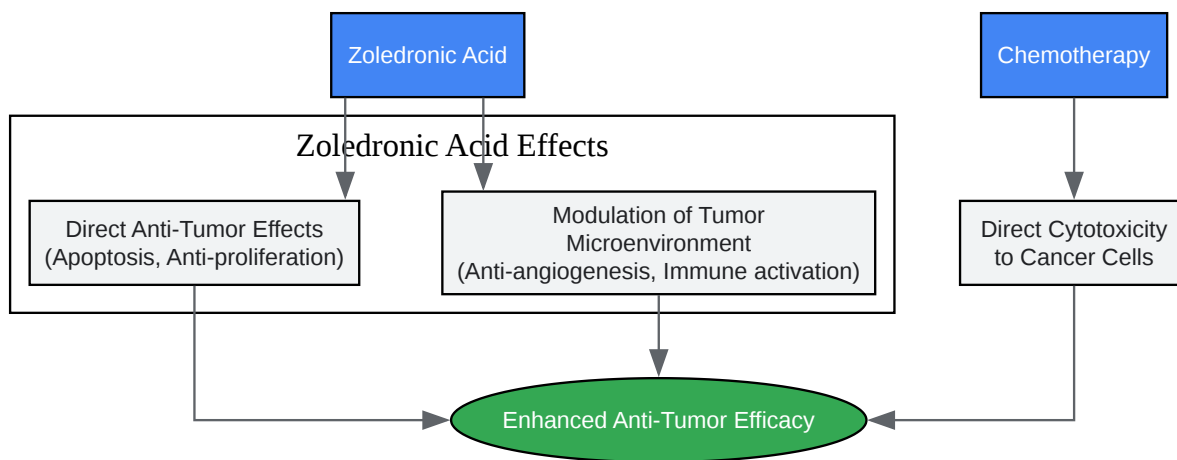 Zoledronic Acid
Chemotherapy
Zoledronic Acid Effects
Direct Anti-Tumor Effects
(Apoptosis, Anti-proliferation)
Modulation of Tumor
Microenvironment
(Anti-angiogenesis, Immune activation)
Direct Cytotoxicity
to Cancer Cells
Enhanced Anti-Tumor Efficacy